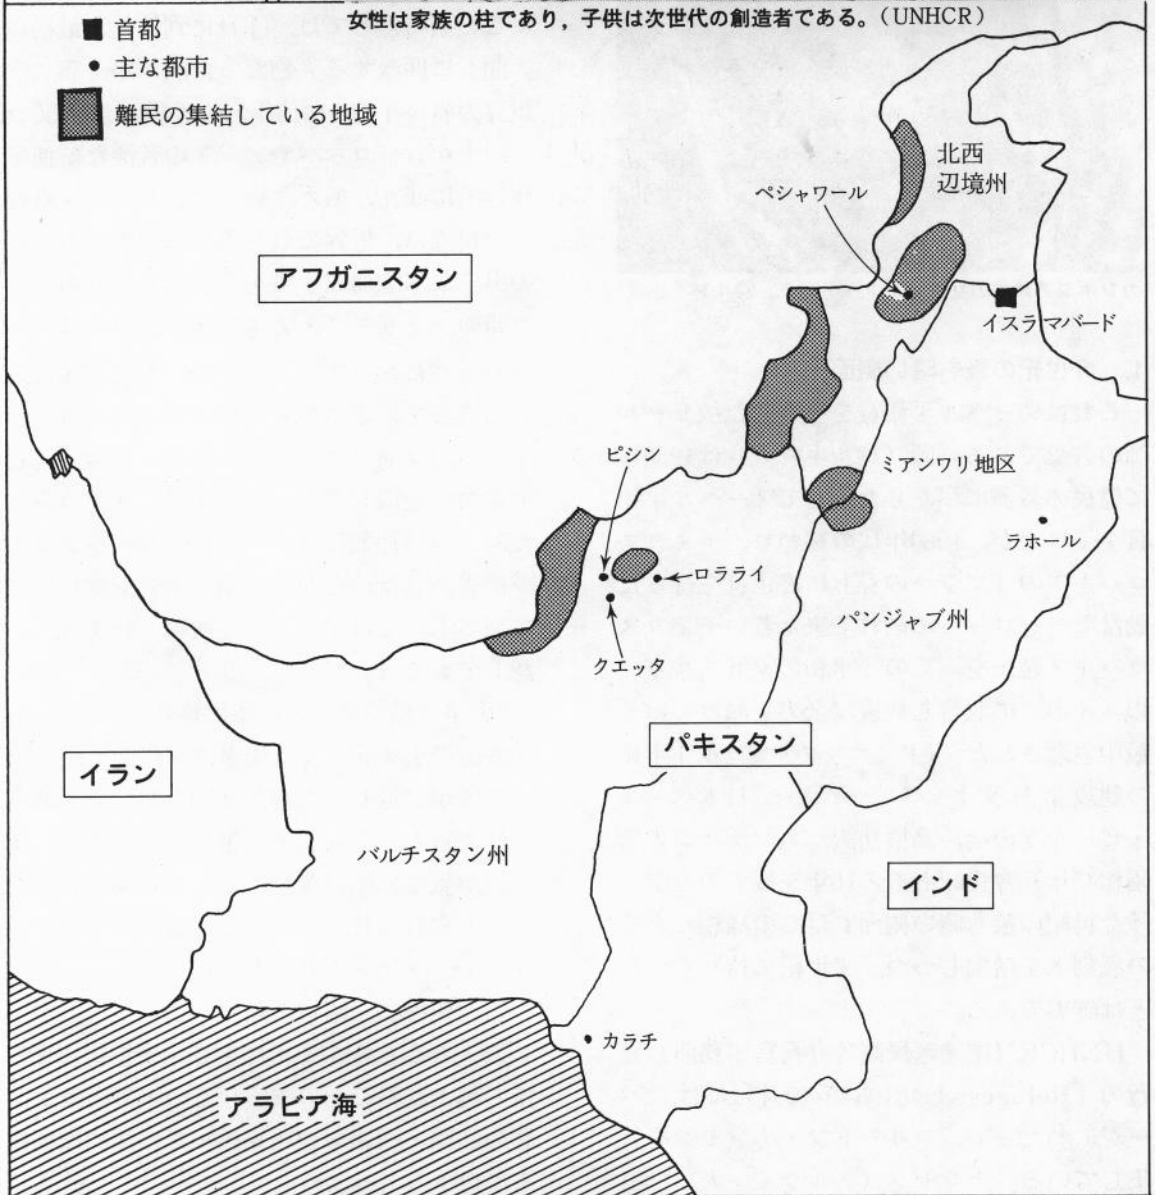 女性は家族の柱であり，子供は次世代の創造者である。（UNHCR）
首都
主な都市
難民の集結している地域
北西
辺境州
ペシャワール
アフガニスタン
イスラマバード
ピシン
ミアンワリ地区
ラホール
ロラライ
パンジャブ州
クエッタ
パキスタン
イラン
バルチスタン州
インド
カラチ
アラビア海